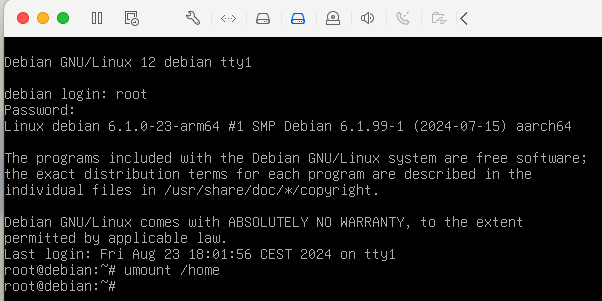 Debian GNU/Linux 12 debian tty1
debian login: root
Password:
Linux debian 6.1.0-23-arm64 #1 SMP Debian 6.1.99-1 (2024-07-15) aarch64
The programs included with the Debian GNU/Linux system are free software;
the exact distribution terms for each program are described in the
individual files in /usr/share/doc/*/copyright.
Debian GNU/Linux comes with ABSOLUTELY NO WARRANTY, to the extent
permitted by applicable law.
Last login: Fri Aug 23 18:01:56 CEST 2024 on tty1
root@debian:~# umount /home
root@debian:~#